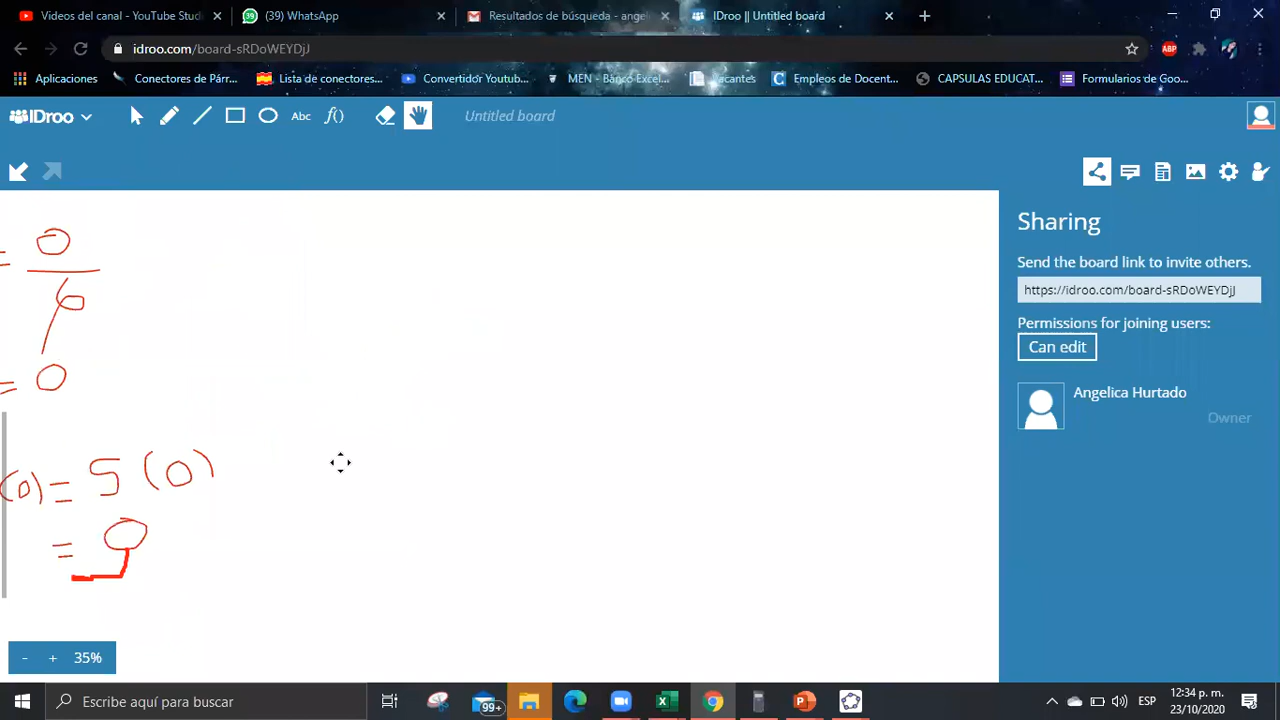 Videos del canal - YouTube Stud
(39) WhatsApp
Resultados de búsqueda - angel
IDroo || Untitled board
idroo.com/board-sRDoWEYDjJ
ABP
Aplicaciones
Conectores de Párr...
Lista de conectores...
Convertidor Youtub...
MEN - Banco Excel...
Vacantes
Empleos de Docent...
CAPSULAS EDUCAT...
Formularios de Goo...
IDroo
Abc
f()
Untitled board
Sharing
Send the board link to invite others.
https://idroo.com/board-sRDoWEYDjJ
Permissions for joining users:
Can edit
Angelica Hurtado
Owner
= 0
6
= 0
(0) = 5 (0)
= 0
- + 35%
Escribe aquí para buscar
99+
ESP
12:34 p. m.
23/10/2020